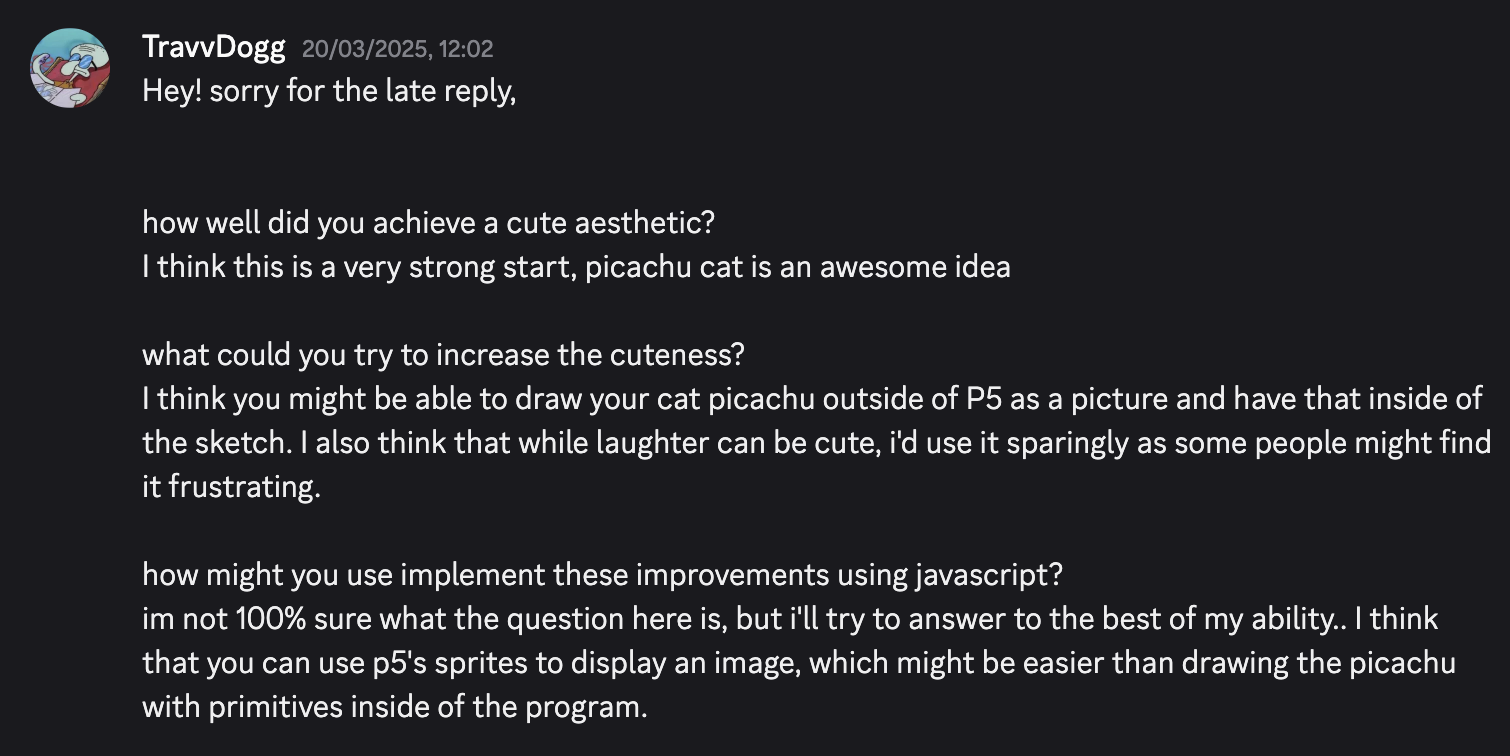 TravvDogg 20/03/2025, 12:02
Hey! sorry for the late reply,
how well did you achieve a cute aesthetic?
I think this is a very strong start, picachu cat is an awesome idea
what could you try to increase the cuteness?
I think you might be able to draw your cat picachu outside of P5 as a picture and have that inside of
the sketch. I also think that while laughter can be cute, i'd use it sparingly as some people might find
it frustrating.
how might you use implement these improvements using javascript?
im not 100% sure what the question here is, but i'll try to answer to the best of my ability.. I think
that you can use p5's sprites to display an image, which might be easier than drawing the picachu
with primitives inside of the program.